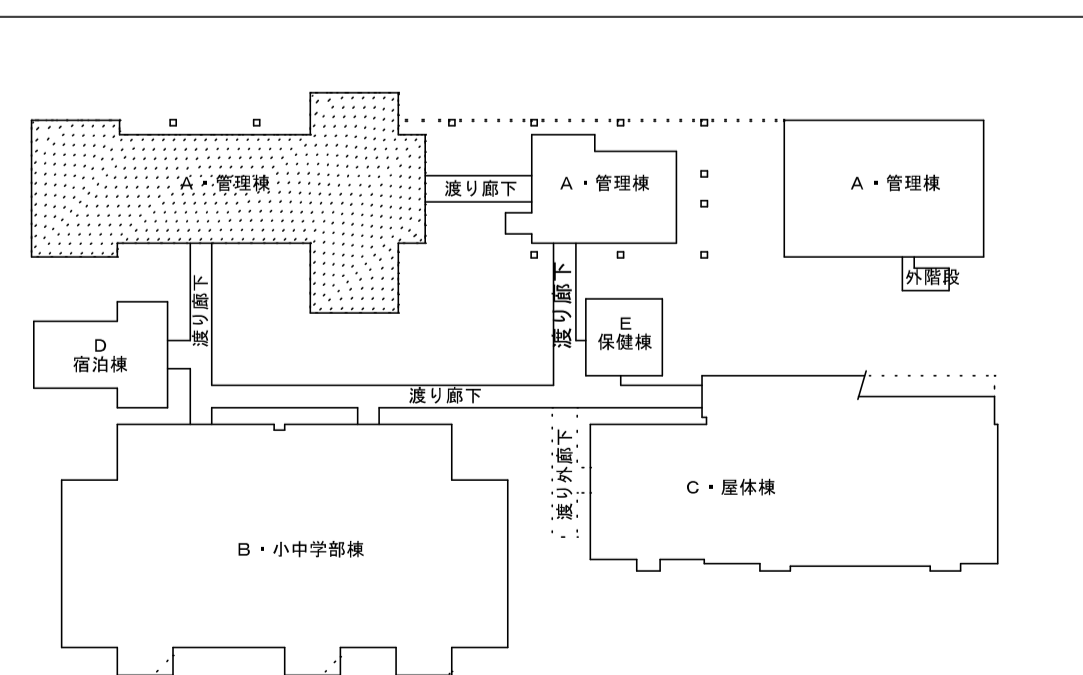 A・管理棟
渡り廊下
A・管理棟
A・管理棟
外階段
渡り廊下
渡り廊下
E
保健棟
D
宿泊棟
渡り廊下
渡り外廊下
C・屋体棟
B・小中学部棟